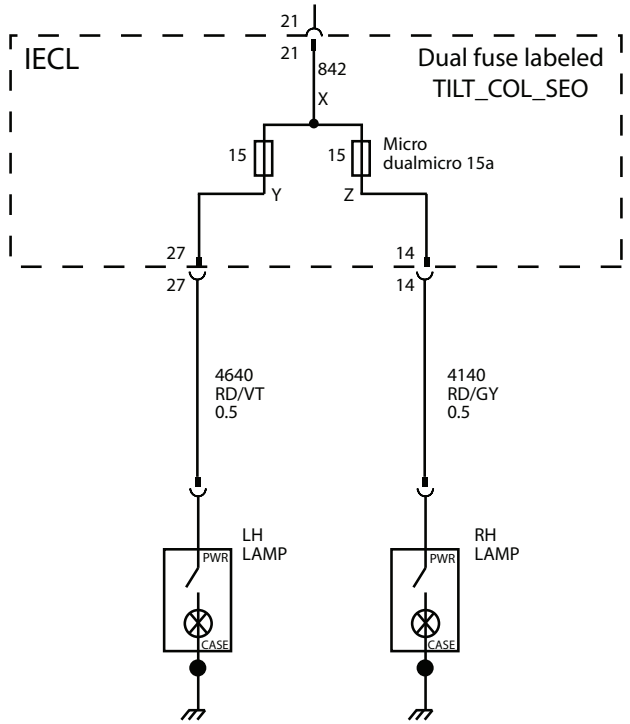 21
21
IECL
Dual fuse labeled
TILT_COL_SEO
842
X
15
15
Micro
dualmicro 15a
Y
Z
27
14
27
14
4640
RD/VT
0.5
4140
RD/GY
0.5
LH
LAMP
PWR
CASE
RH
LAMP
PWR
CASE